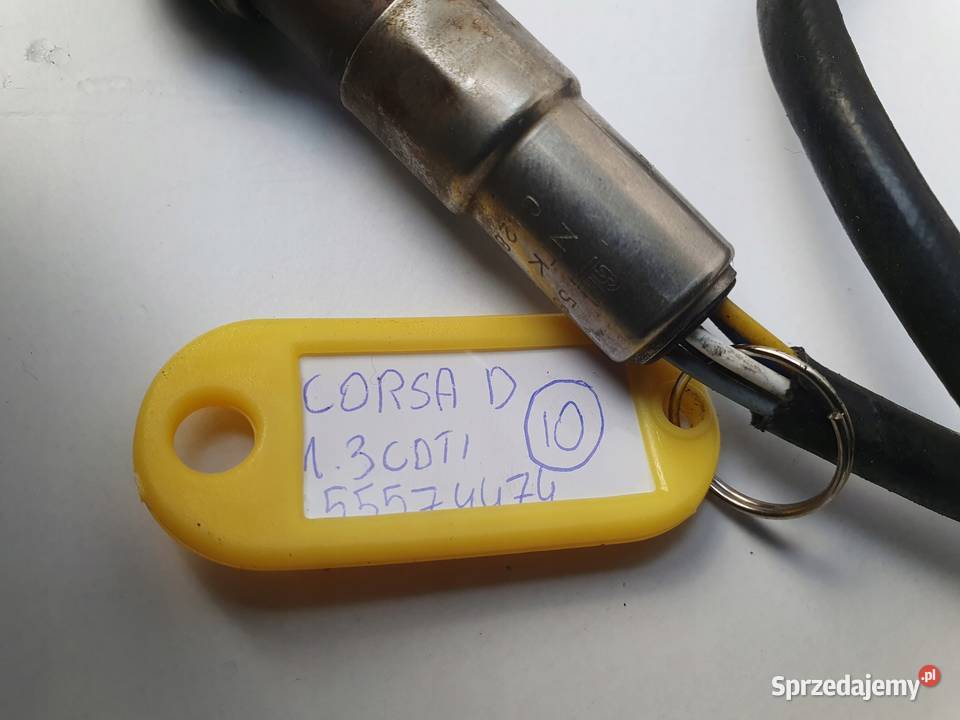 CORSA D
10
1.3CDTI
55574474
Sprzedajemy.pl